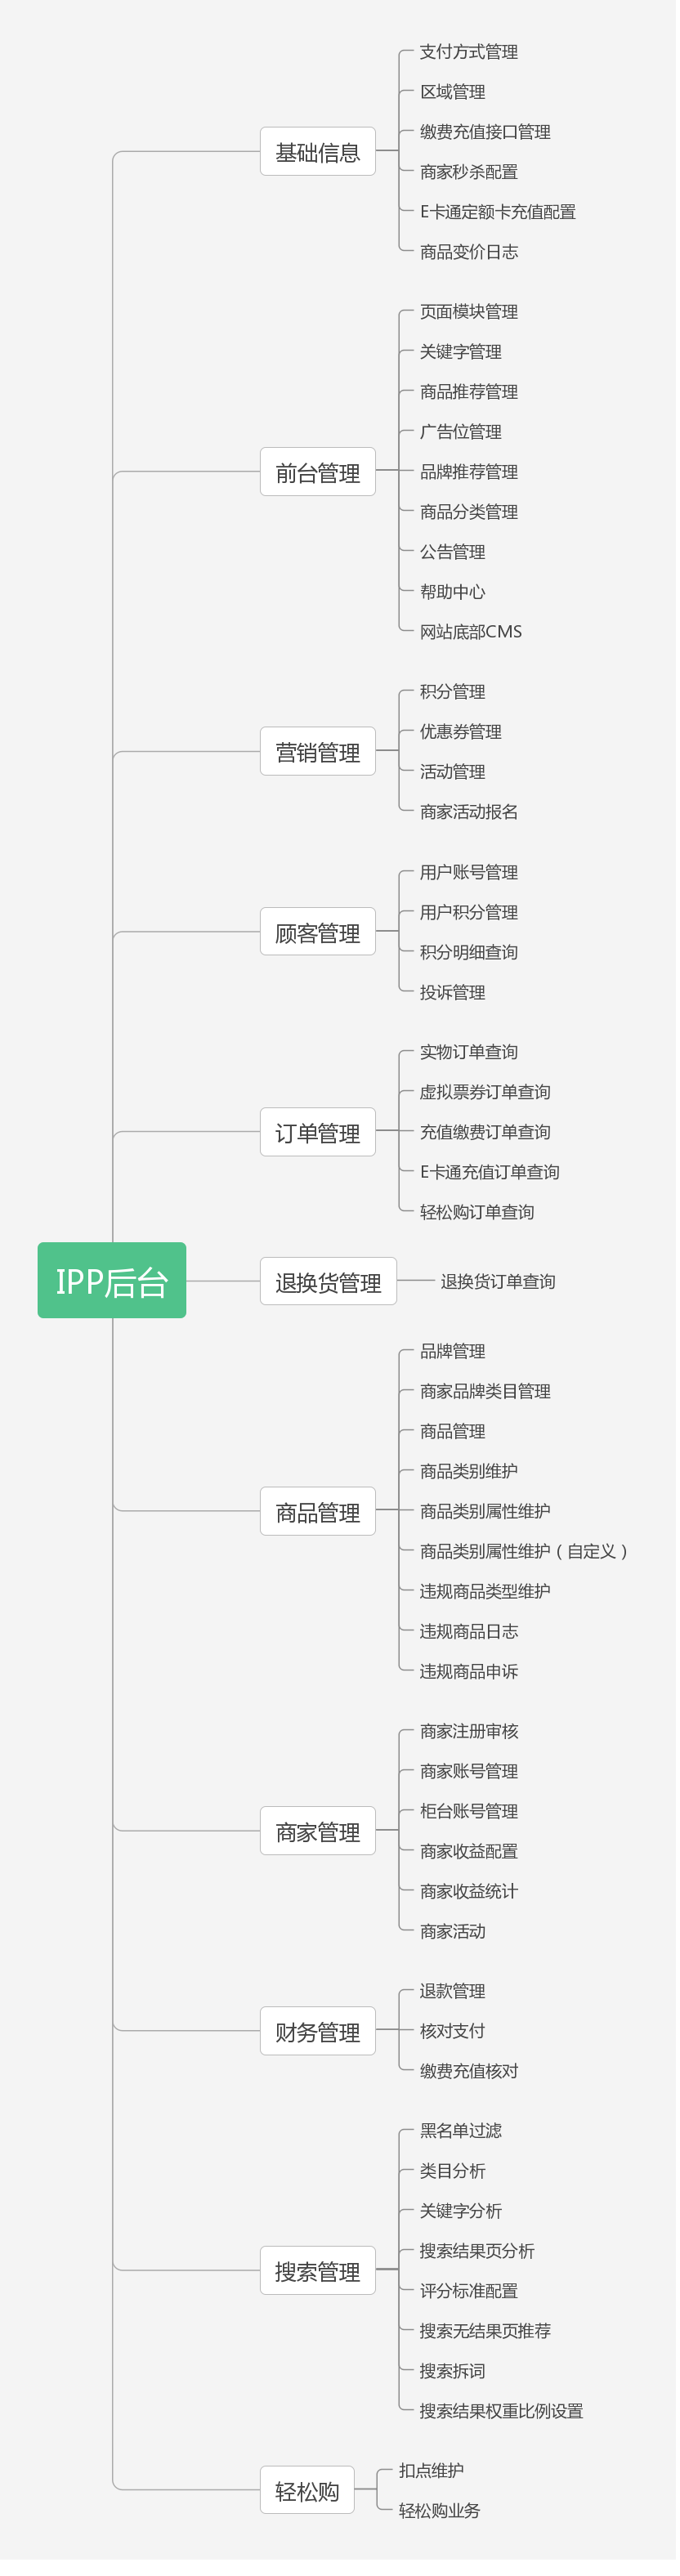 支付方式管理
区域管理
缴费充值接口管理
基础信息
商家秒杀配置
E卡通定额卡充值配置
商品变价日志
页面模块管理
关键字管理
商品推荐管理
广告位管理
前台管理
品牌推荐管理
商品分类管理
公告管理
帮助中心
网站底部CMS
积分管理
优惠券管理
营销管理
活动管理
商家活动报名
用户账号管理
用户积分管理
顾客管理
积分明细查询
投诉管理
实物订单查询
虚拟票券订单查询
订单管理
充值缴费订单查询
E卡通充值订单查询
轻松购订单查询
IPP后台
退换货管理
退换货订单查询
品牌管理
商家品牌类目管理
商品管理
商品类别维护
商品管理
商品类别属性维护
商品类别属性维护（自定义）
违规商品类型维护
违规商品日志
违规商品申诉
商家注册审核
商家账号管理
柜台账号管理
商家管理
商家收益配置
商家收益统计
商家活动
退款管理
财务管理
核对支付
缴费充值核对
黑名单过滤
类目分析
关键字分析
搜索结果页分析
搜索管理
评分标准配置
搜索无结果页推荐
搜索拆词
搜索结果权重比例设置
扣点维护
轻松购
轻松购业务